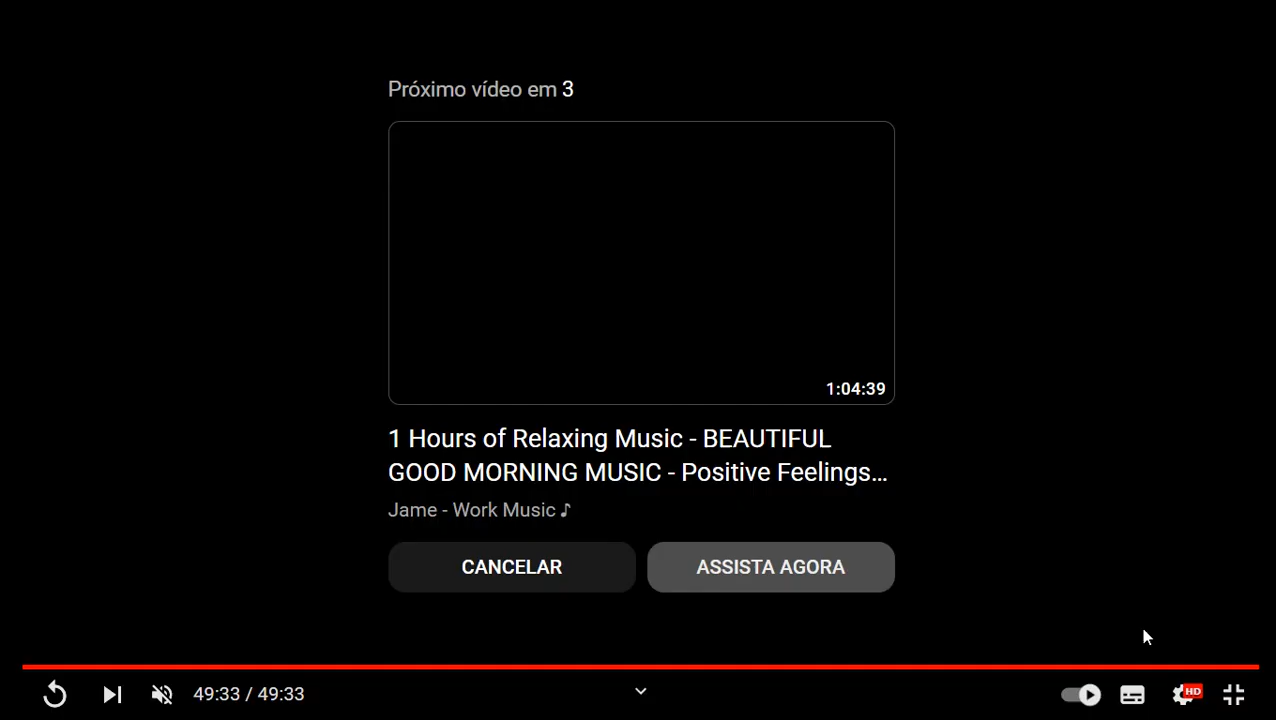 Próximo vídeo em 3
1:04:39
1 Hours of Relaxing Music - BEAUTIFUL
GOOD MORNING MUSIC - Positive Feelings...
Jame - Work Music ♪
CANCELAR
ASSISTA AGORA
49:33 / 49:33
HD